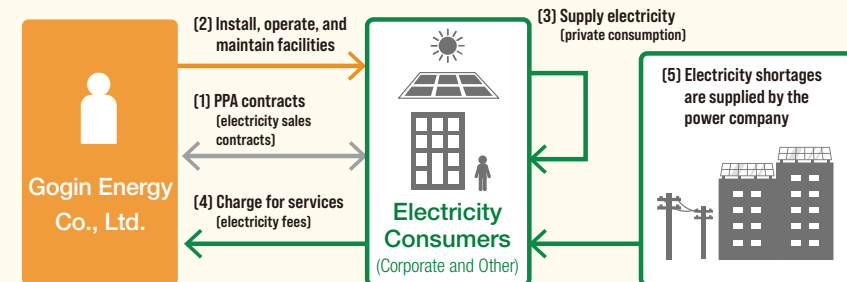 (2) Install, operate, and
maintain facilities
(1) PPA contracts
(electricity sales
contracts)
(4) Charge for services
(electricity fees)
Gogin Energy
Co., Ltd.
Electricity
Consumers
(Corporate and Other)
(3) Supply electricity
(private consumption)
(5) Electricity shortages
are supplied by the
power company